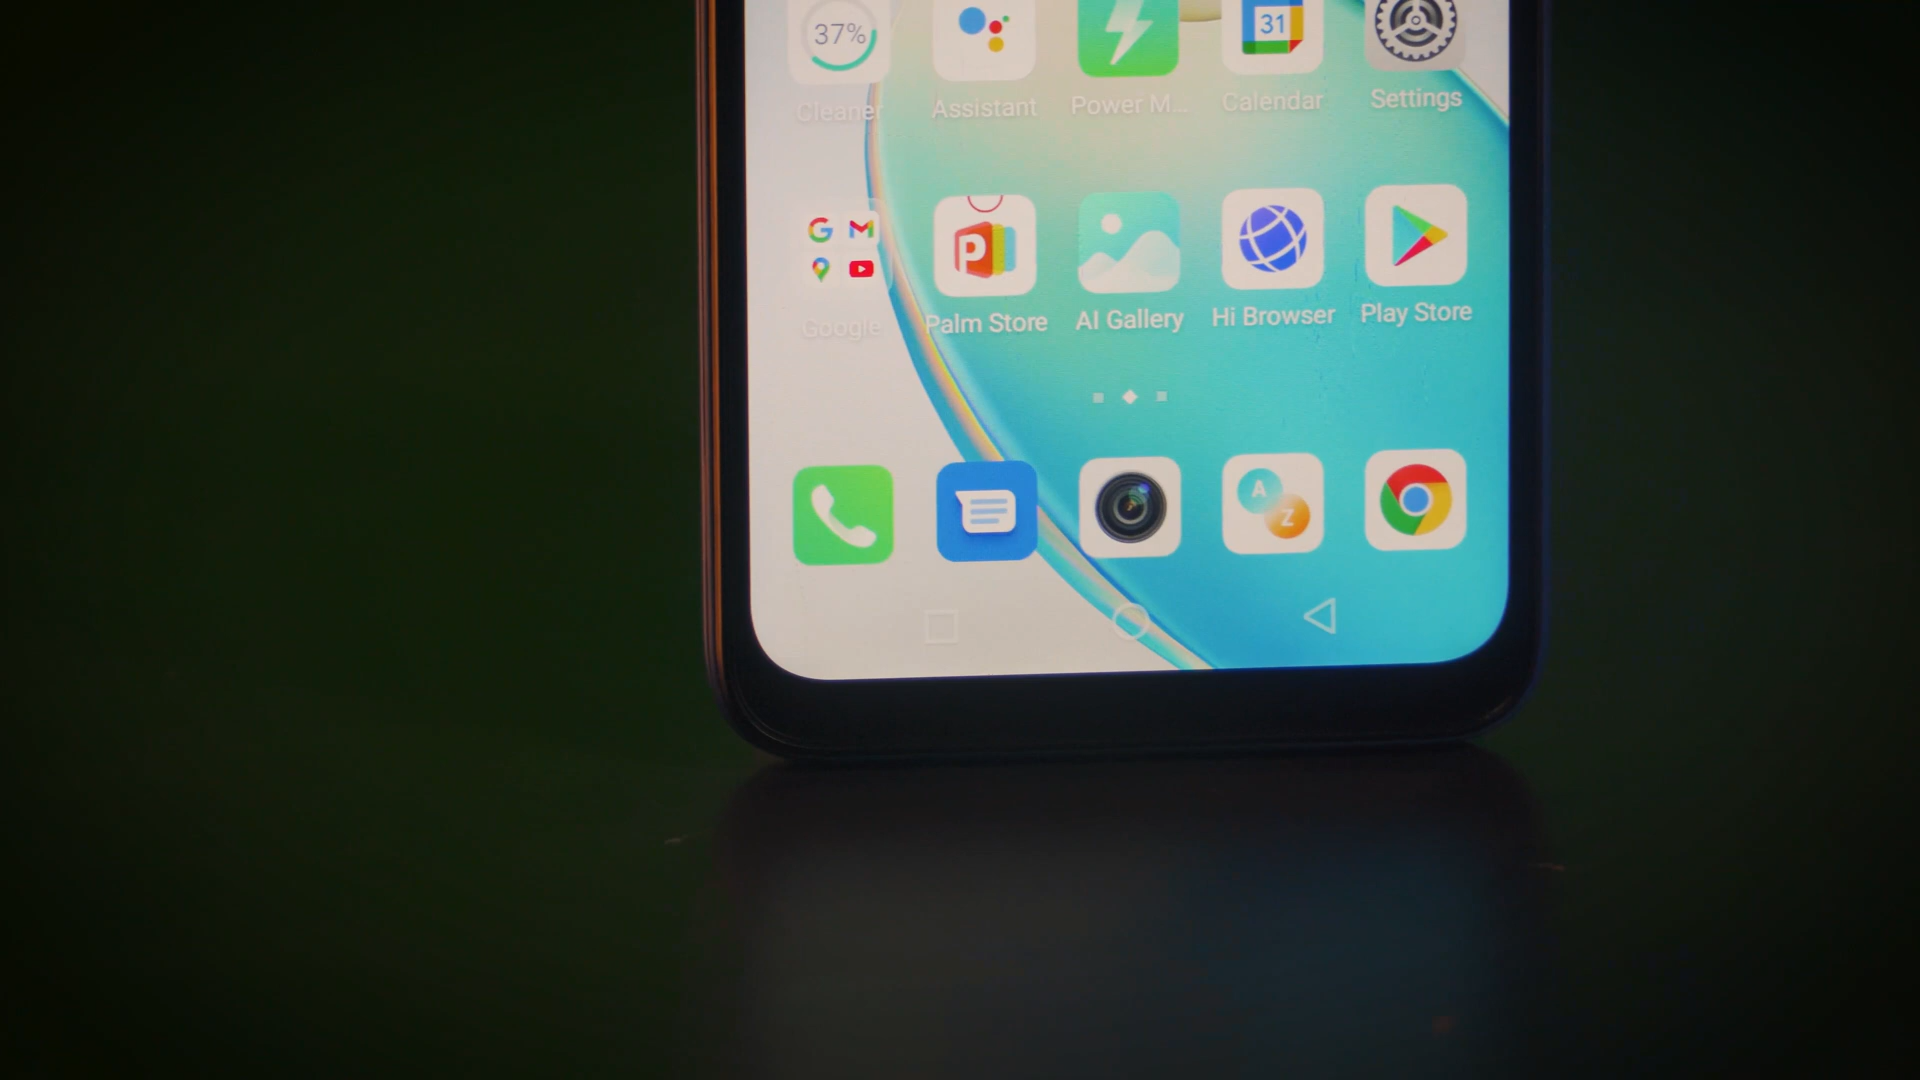 37%
31
Cleaner Assistant Power M... Calendar Settings
G M
P
Google Palm Store AI Gallery Hi Browser Play Store
A
Z